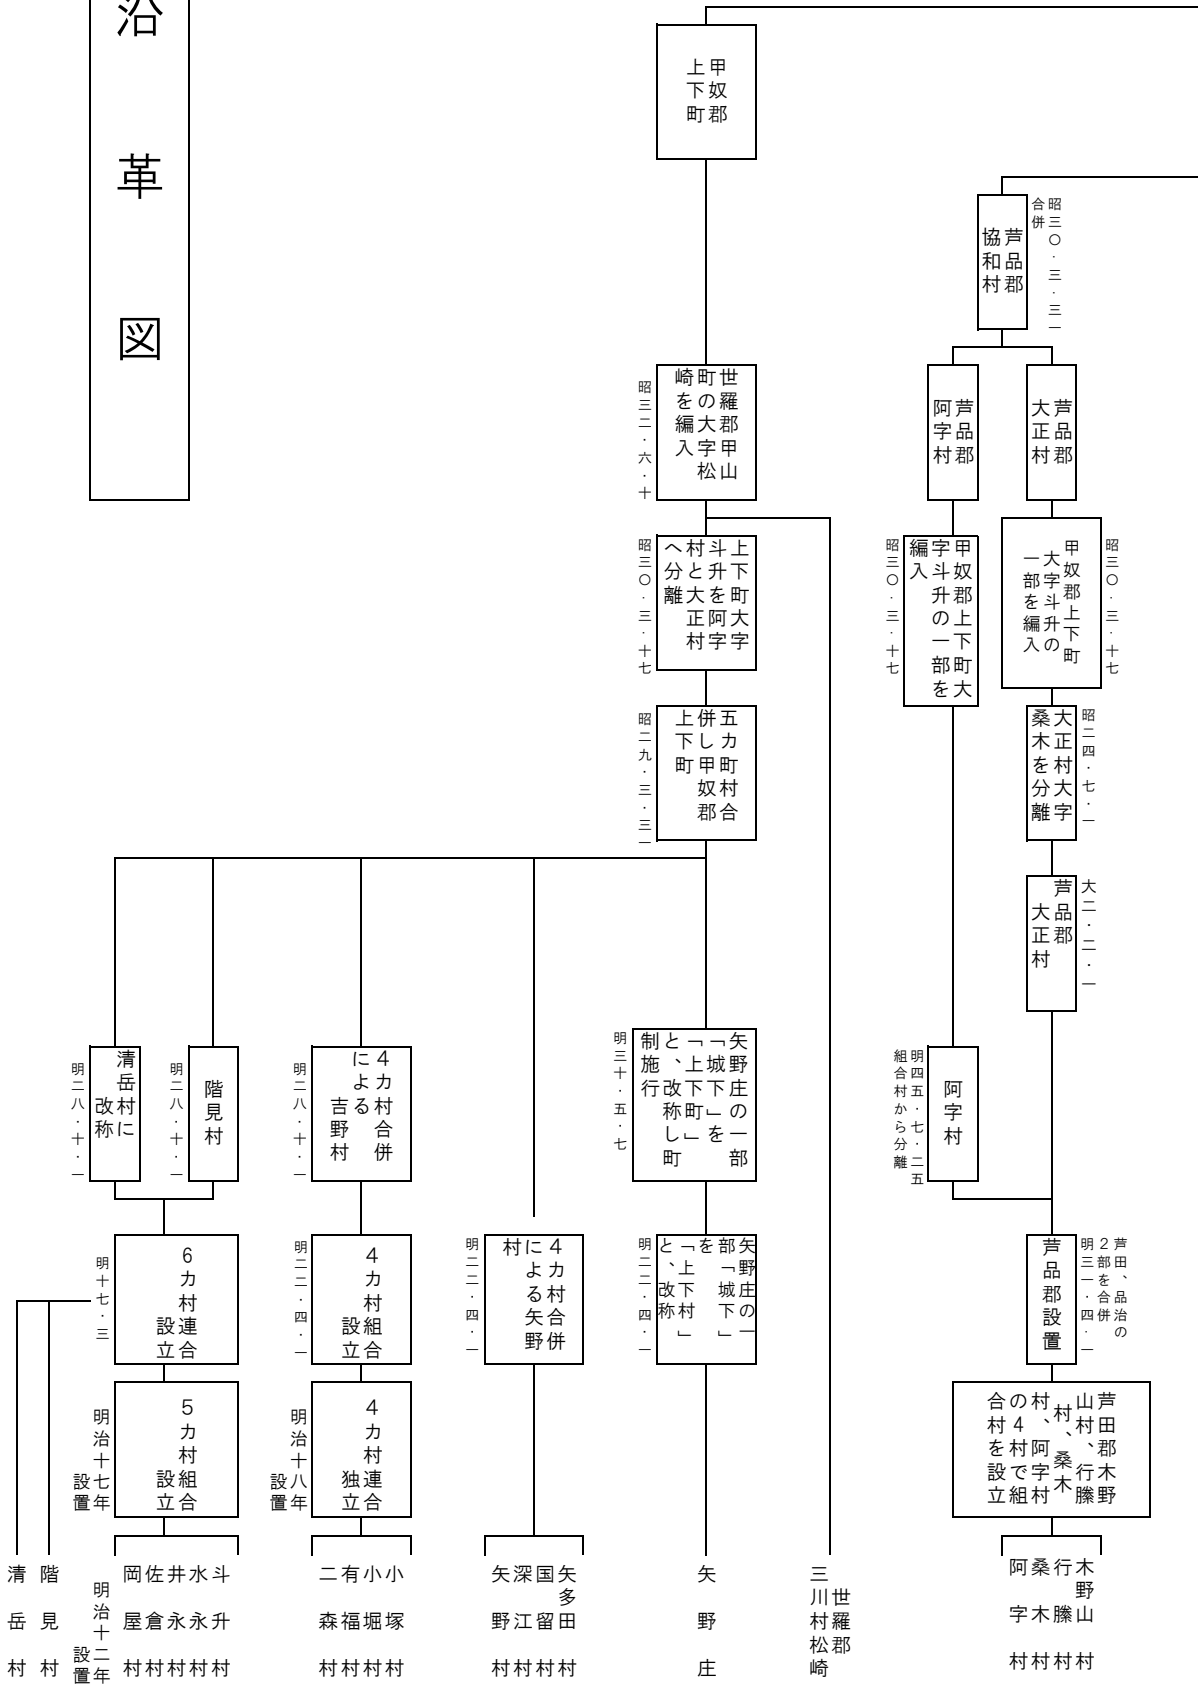 沿革図
甲奴郡
上下町
昭三〇・三・三一
合併
芦品郡
協和村
芦品郡
大正村
芦品郡
阿字村
世羅郡甲山
町の大字松
崎を編入
昭三二・六・十
昭三〇・三・十七
甲奴郡上下町
大字斗升の
一部を編入
甲奴郡上下町大
字斗升の一部を
編入
昭三〇・三・十七
上下町大字
斗升を阿字
村と大正村
へ分離
昭三〇・三・十七
昭二四・七・一
大正村大字
桑木を分離
五カ町村合
併し甲奴郡
上下町
昭二九・三・三一
大二・二・一
芦品郡
大正村
阿字村
明四五・七・二五
組合村から分離
矢野庄の一部
「城下」を
「上下町」
と、改称し町
制施行
明三十・五・七
4カ村合併
による
吉野村
明二八・十・一
階見村
明二八・十・一
清岳村に
改称
明二八・十・一
芦田、品治の
2部を合併
明三一・四・一
芦品郡設置
矢野庄の一
部「城下」
を
「上下村」
と、改称
明二二・四・一
4カ村合併
による矢野
村
明二二・四・一
4カ村組合
設立
明二二・四・一
6カ村連合
設立
明十七・三
芦田郡木野
山村、行縢
村、桑木
村、阿字村
の4村で組
合村を設立
4カ村連合
独立
明治十八年
設置
5カ村組合
設立
明治十七年
設置
木野山村
行縢村
桑木村
阿字村
世羅郡
三川村松崎
矢野庄
矢多田村
国留村
深江村
矢野村
小塚村
小堀村
有福村
二森村
斗升村
水永村
井永村
佐倉村
岡屋村
明治十二年
設置
階見村
清岳村